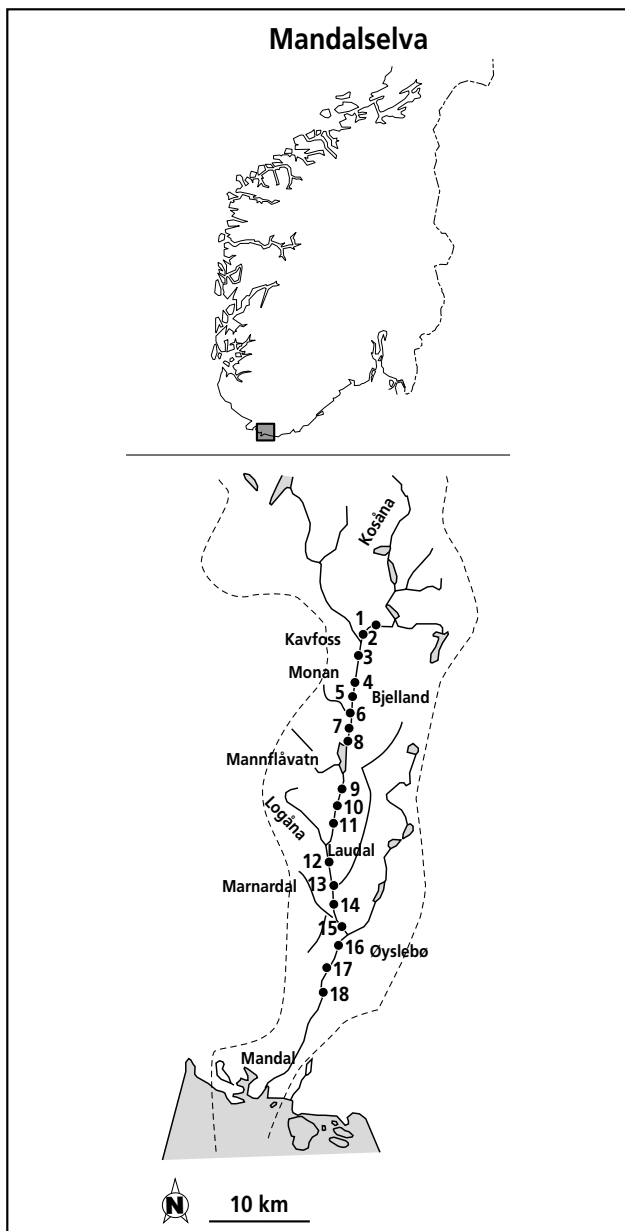 Mandalselva
Kosåna
1
2
Kavfoss
3
Monan
4
5
Bjelland
6
7
8
Mannflåvatn
9
10
Logåna
11
Laudal
12
13
Marnardal
14
15
16
Øyslebø
17
18
Mandal
N
10 km